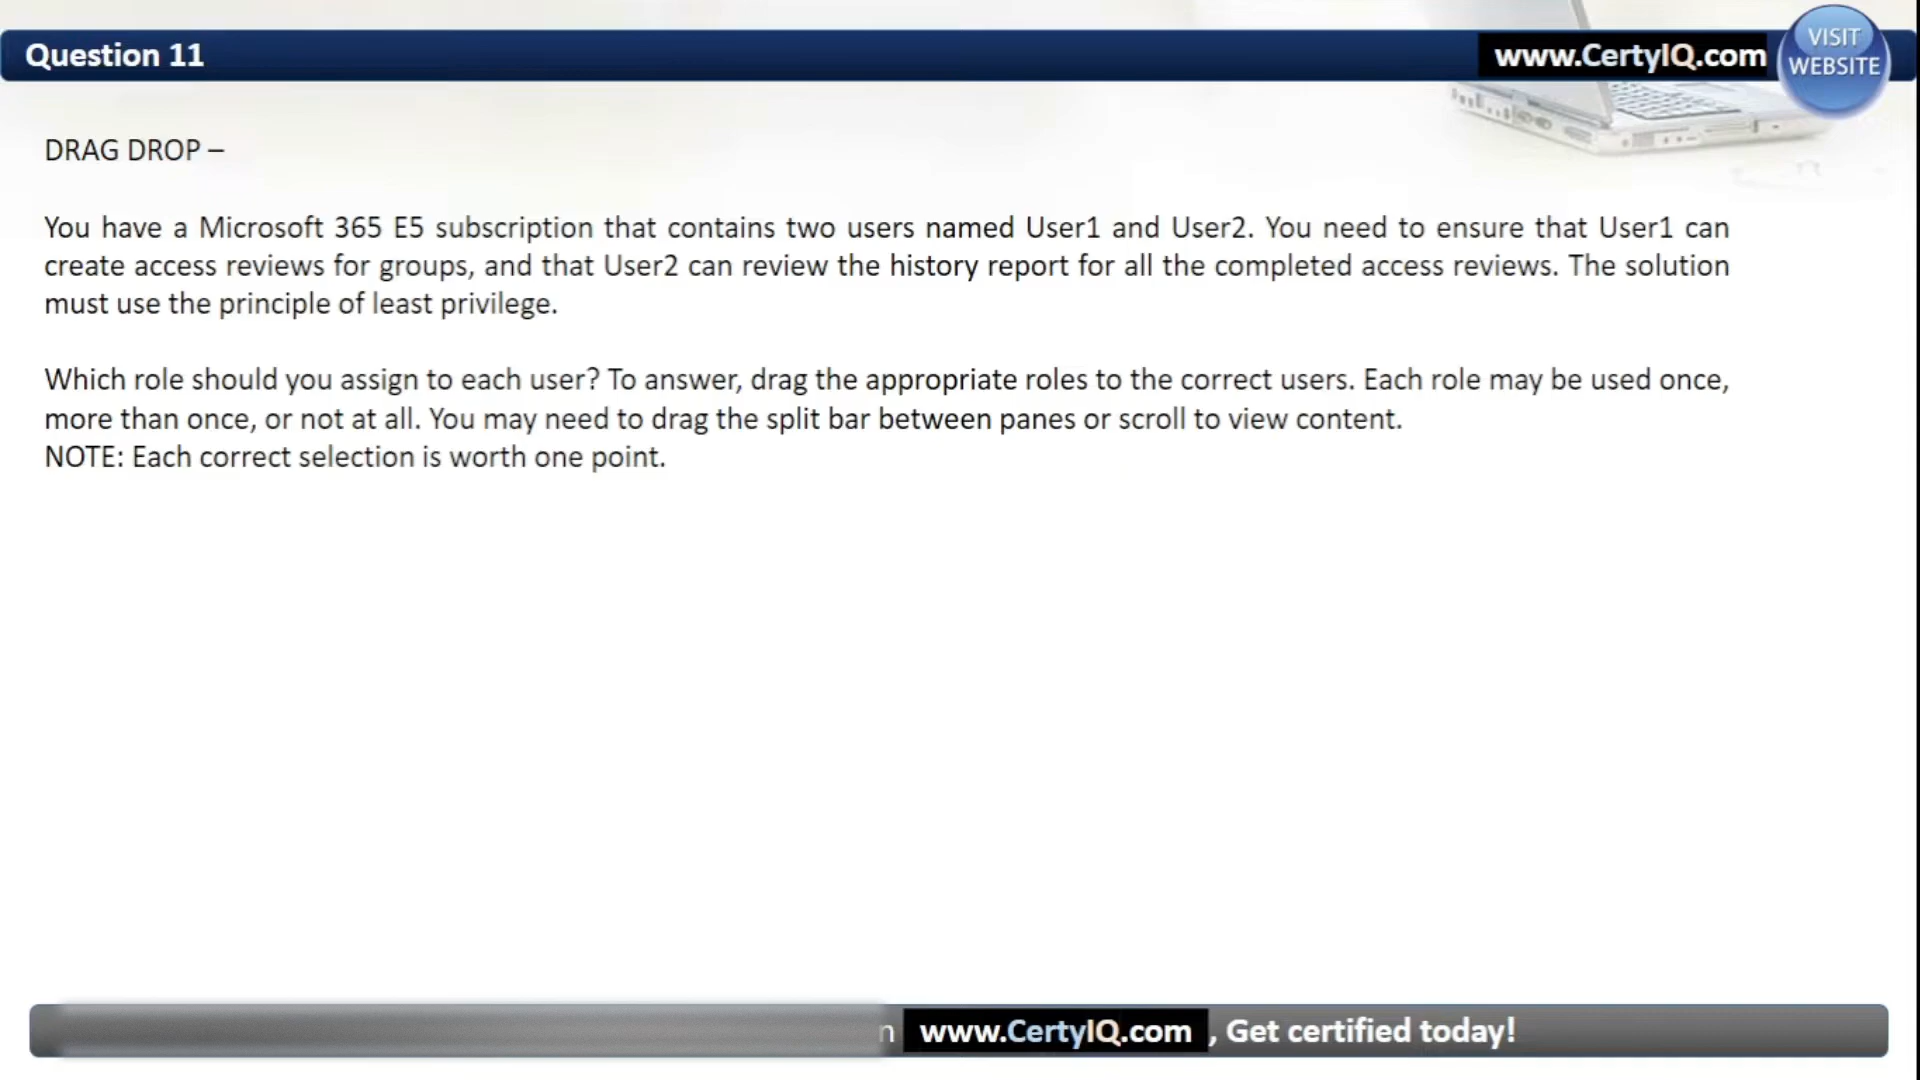 Question 11
www.CertyIQ.com
VISIT
WEBSITE
DRAG DROP –
You have a Microsoft 365 E5 subscription that contains two users named User1 and User2. You need to ensure that User1 can
create access reviews for groups, and that User2 can review the history report for all the completed access reviews. The solution
must use the principle of least privilege.
Which role should you assign to each user? To answer, drag the appropriate roles to the correct users. Each role may be used once,
more than once, or not at all. You may need to drag the split bar between panes or scroll to view content.
NOTE: Each correct selection is worth one point.
www.CertyIQ.com , Get certified today!